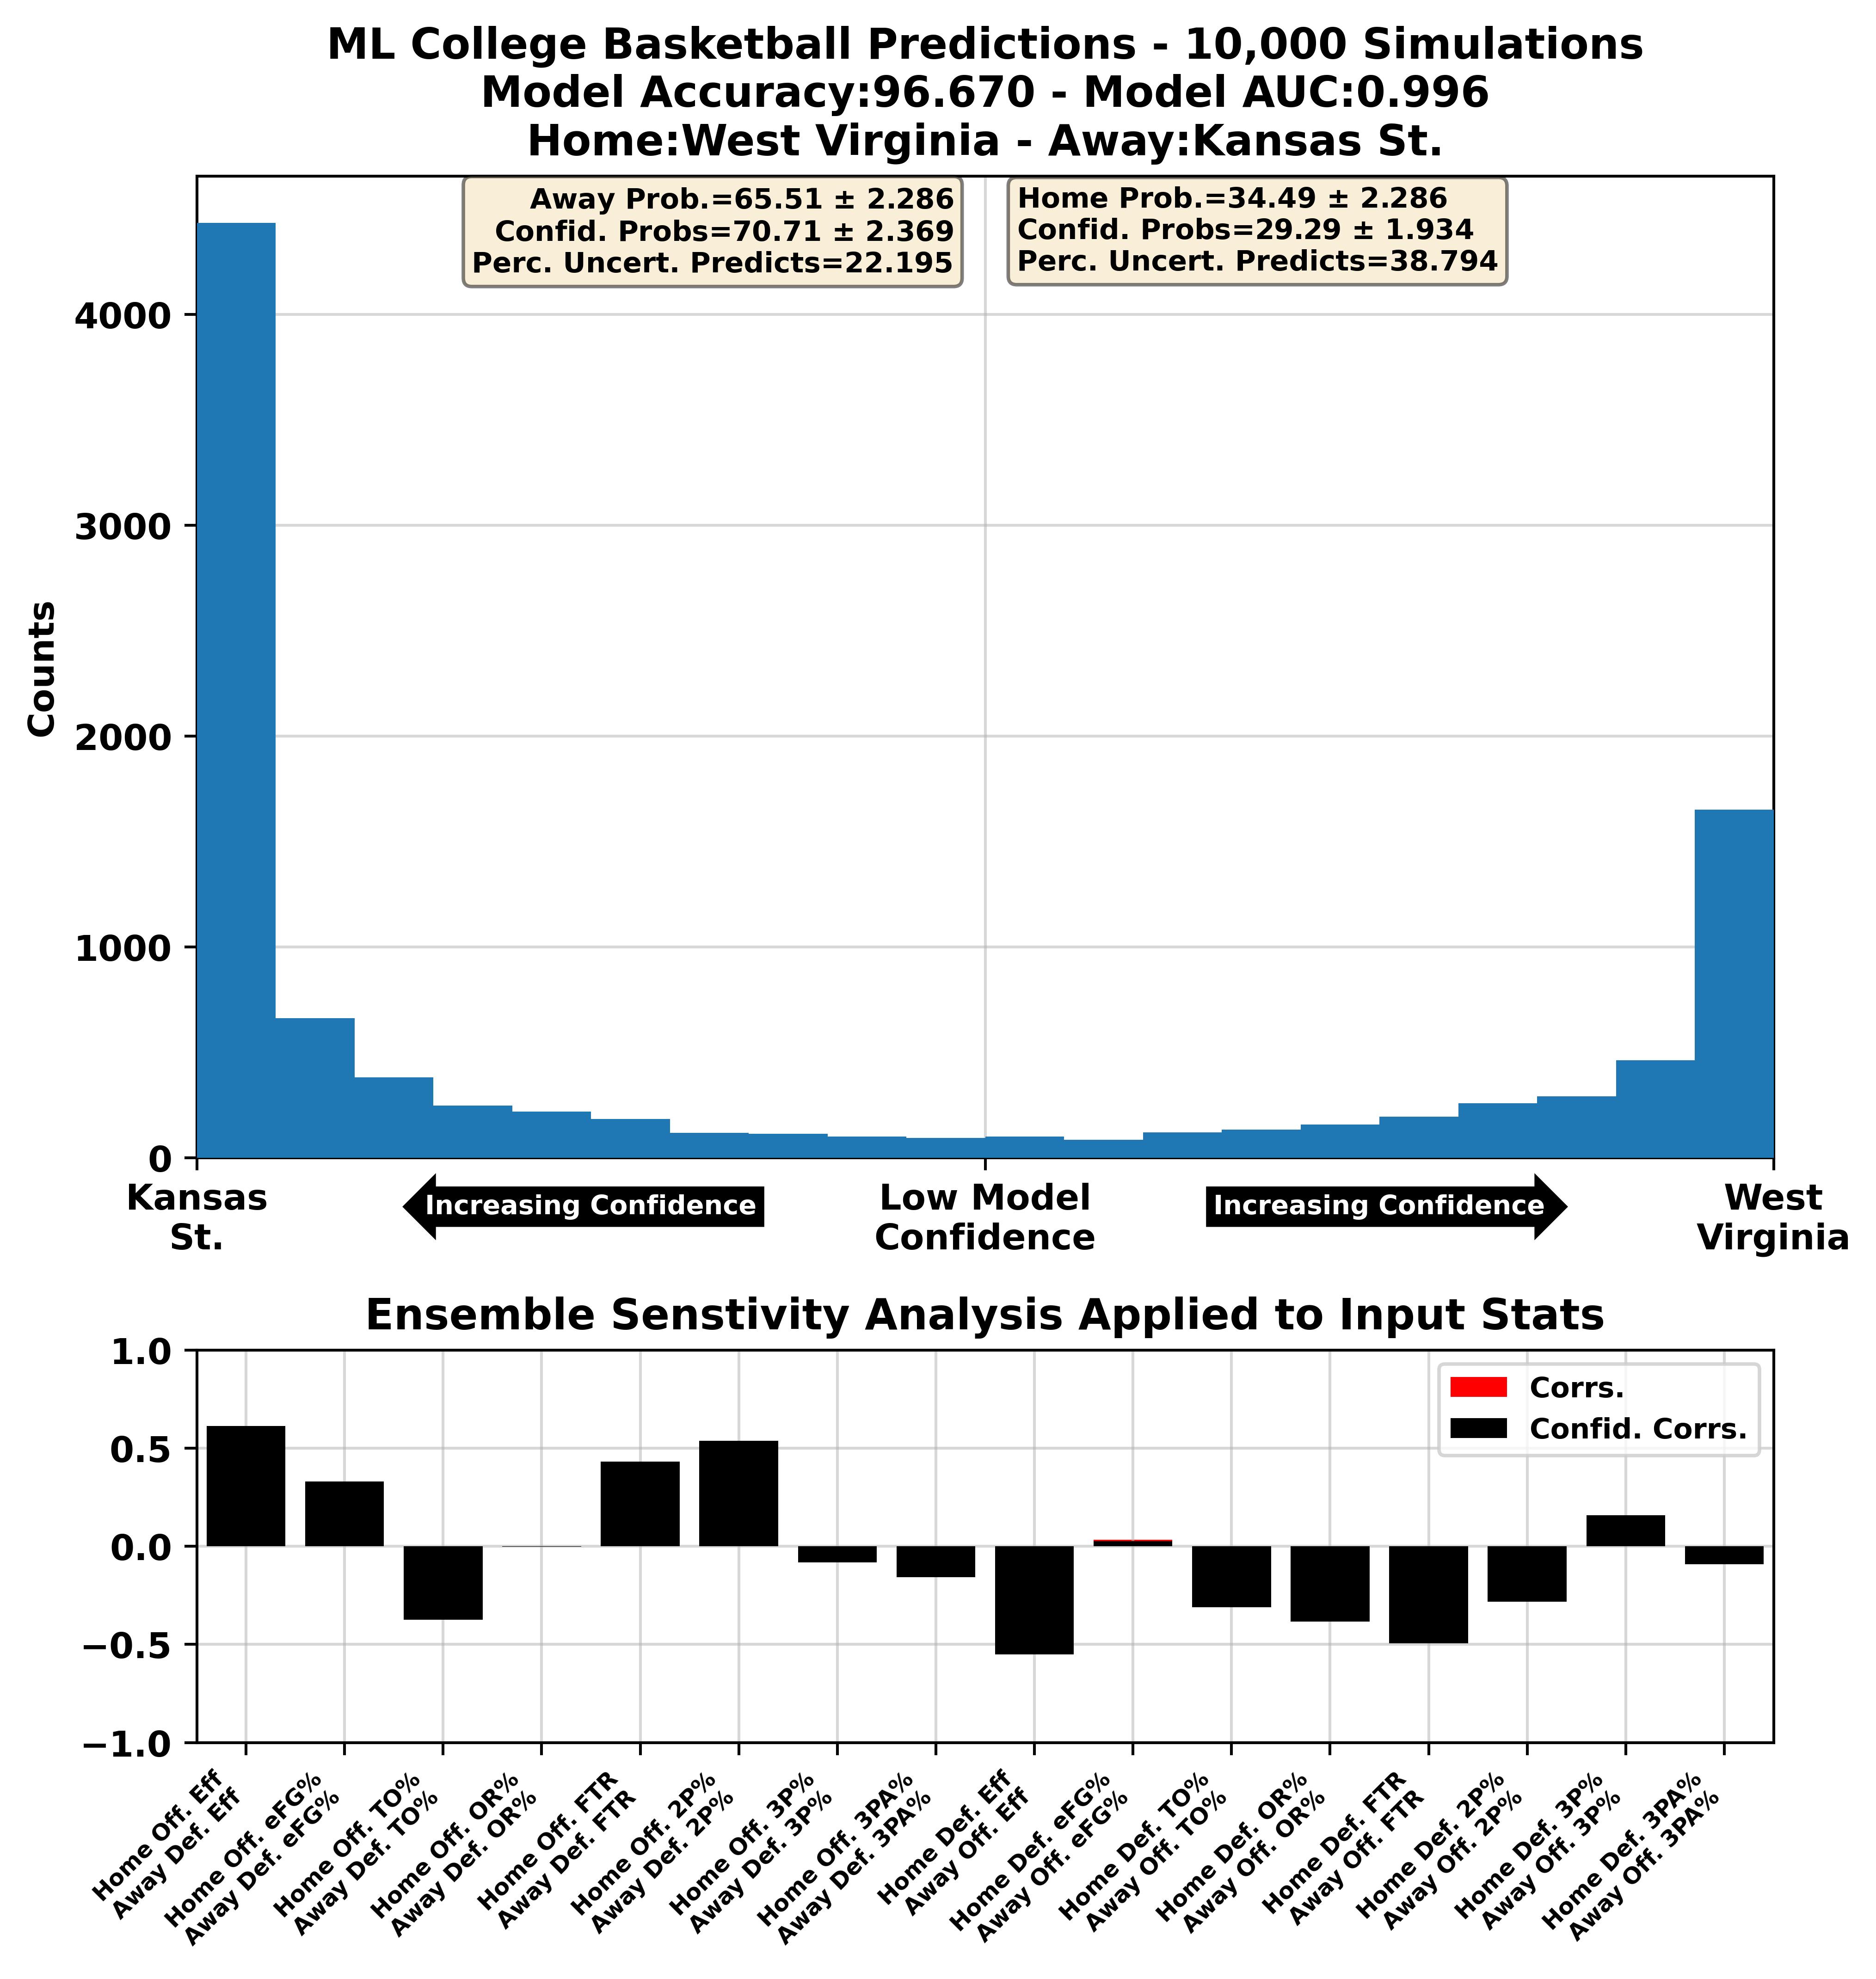 ML College Basketball Predictions - 10,000 Simulations
Model Accuracy:96.670 - Model AUC:0.996
Home:West Virginia - Away:Kansas St.
Away Prob.=65.51 ± 2.286
Confid. Probs=70.71 ± 2.369
Perc. Uncert. Predicts=22.195
Home Prob.=34.49 ± 2.286
Confid. Probs=29.29 ± 1.934
Perc. Uncert. Predicts=38.794
Counts
4000
3000
2000
1000
0
Kansas
St.
Increasing Confidence
Low Model
Confidence
Increasing Confidence
West
Virginia
Ensemble Senstivity Analysis Applied to Input Stats
1.0
0.5
0.0
−0.5
−1.0
Corrs.
Confid. Corrs.
Home Off. Eff
Away Def. Eff
Home Off. eFG%
Away Def. eFG%
Home Off. TO%
Away Def. TO%
Home Off. OR%
Away Def. OR%
Home Off. FTR
Away Def. FTR
Home Off. 2P%
Away Def. 2P%
Home Off. 3P%
Away Def. 3P%
Home Off. 3PA%
Away Def. 3PA%
Home Def. Eff
Away Off. Eff
Home Def. eFG%
Away Off. eFG%
Home Def. TO%
Away Off. TO%
Home Def. OR%
Away Off. OR%
Home Def. FTR
Away Off. FTR
Home Def. 2P%
Away Off. 2P%
Home Def. 3P%
Away Off. 3P%
Home Def. 3PA%
Away Off. 3PA%